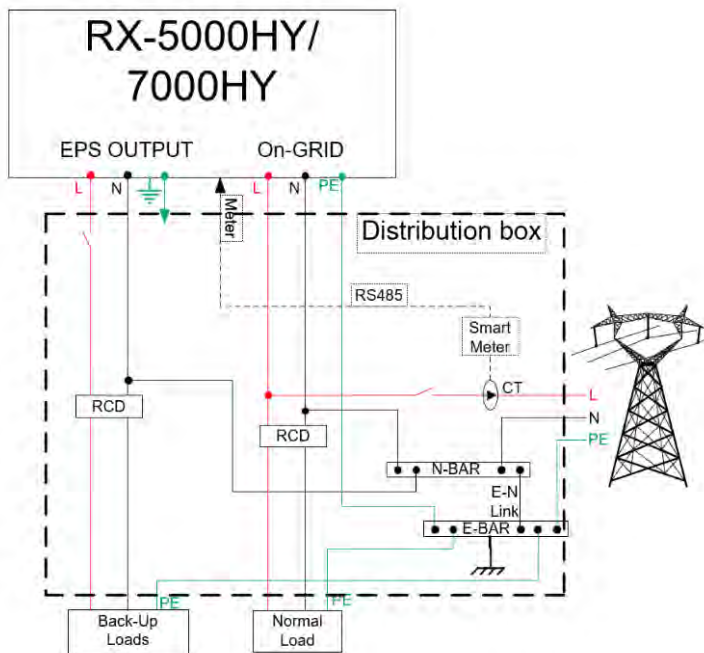 RX-5000HY/
7000HY
EPS OUTPUT
On-GRID
L
N
L
N
PE
Meter
Distribution box
RS485
Smart
Meter
CT
L
N
PE
RCD
RCD
N-BAR
E-N
Link
E-BAR
PE
PE
Back-Up
Loads
Normal
Load